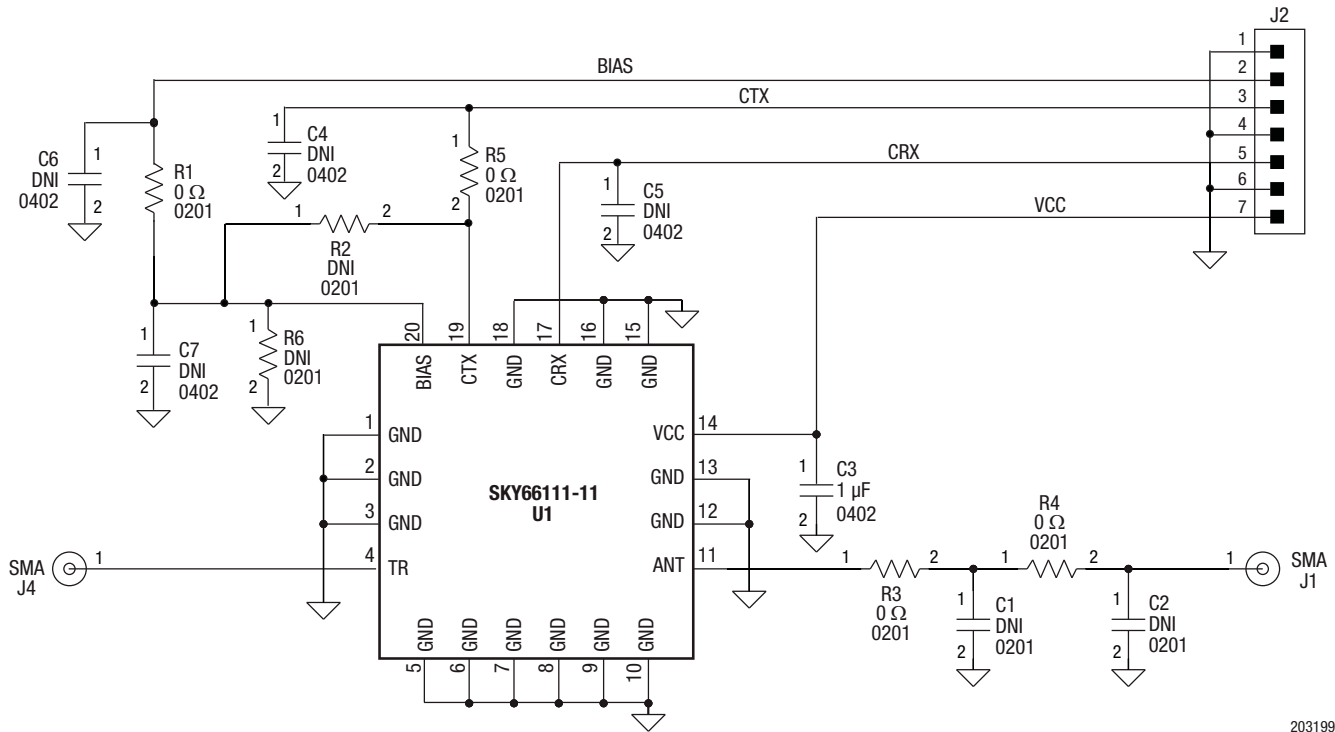 J2
1
BIAS
2
CTX
3
4
CRX
5
6
VCC
7
1
C6
DNI
0402
2
R1
0 Ω
0201
1
C4
DNI
0402
2
1
R5
0 Ω
0201
2
1
C5
DNI
0402
2
1
2
R2
DNI
0201
1
C7
DNI
0402
2
1
R6
DNI
0201
2
20
19
18
17
16
15
BIAS
CTX
GND
CRX
GND
GND
1
GND
2
GND
3
GND
4
TR
SKY66111-11
U1
VCC
14
GND
13
GND
12
ANT
11
SMA
J4
1
1
C3
1 µF
0402
2
1
2
R3
0 Ω
0201
R4
0 Ω
0201
1
2
1
C1
DNI
0201
2
1
C2
DNI
0201
2
1
SMA
J1
GND
GND
GND
GND
GND
GND
5
6
7
8
9
10
203199